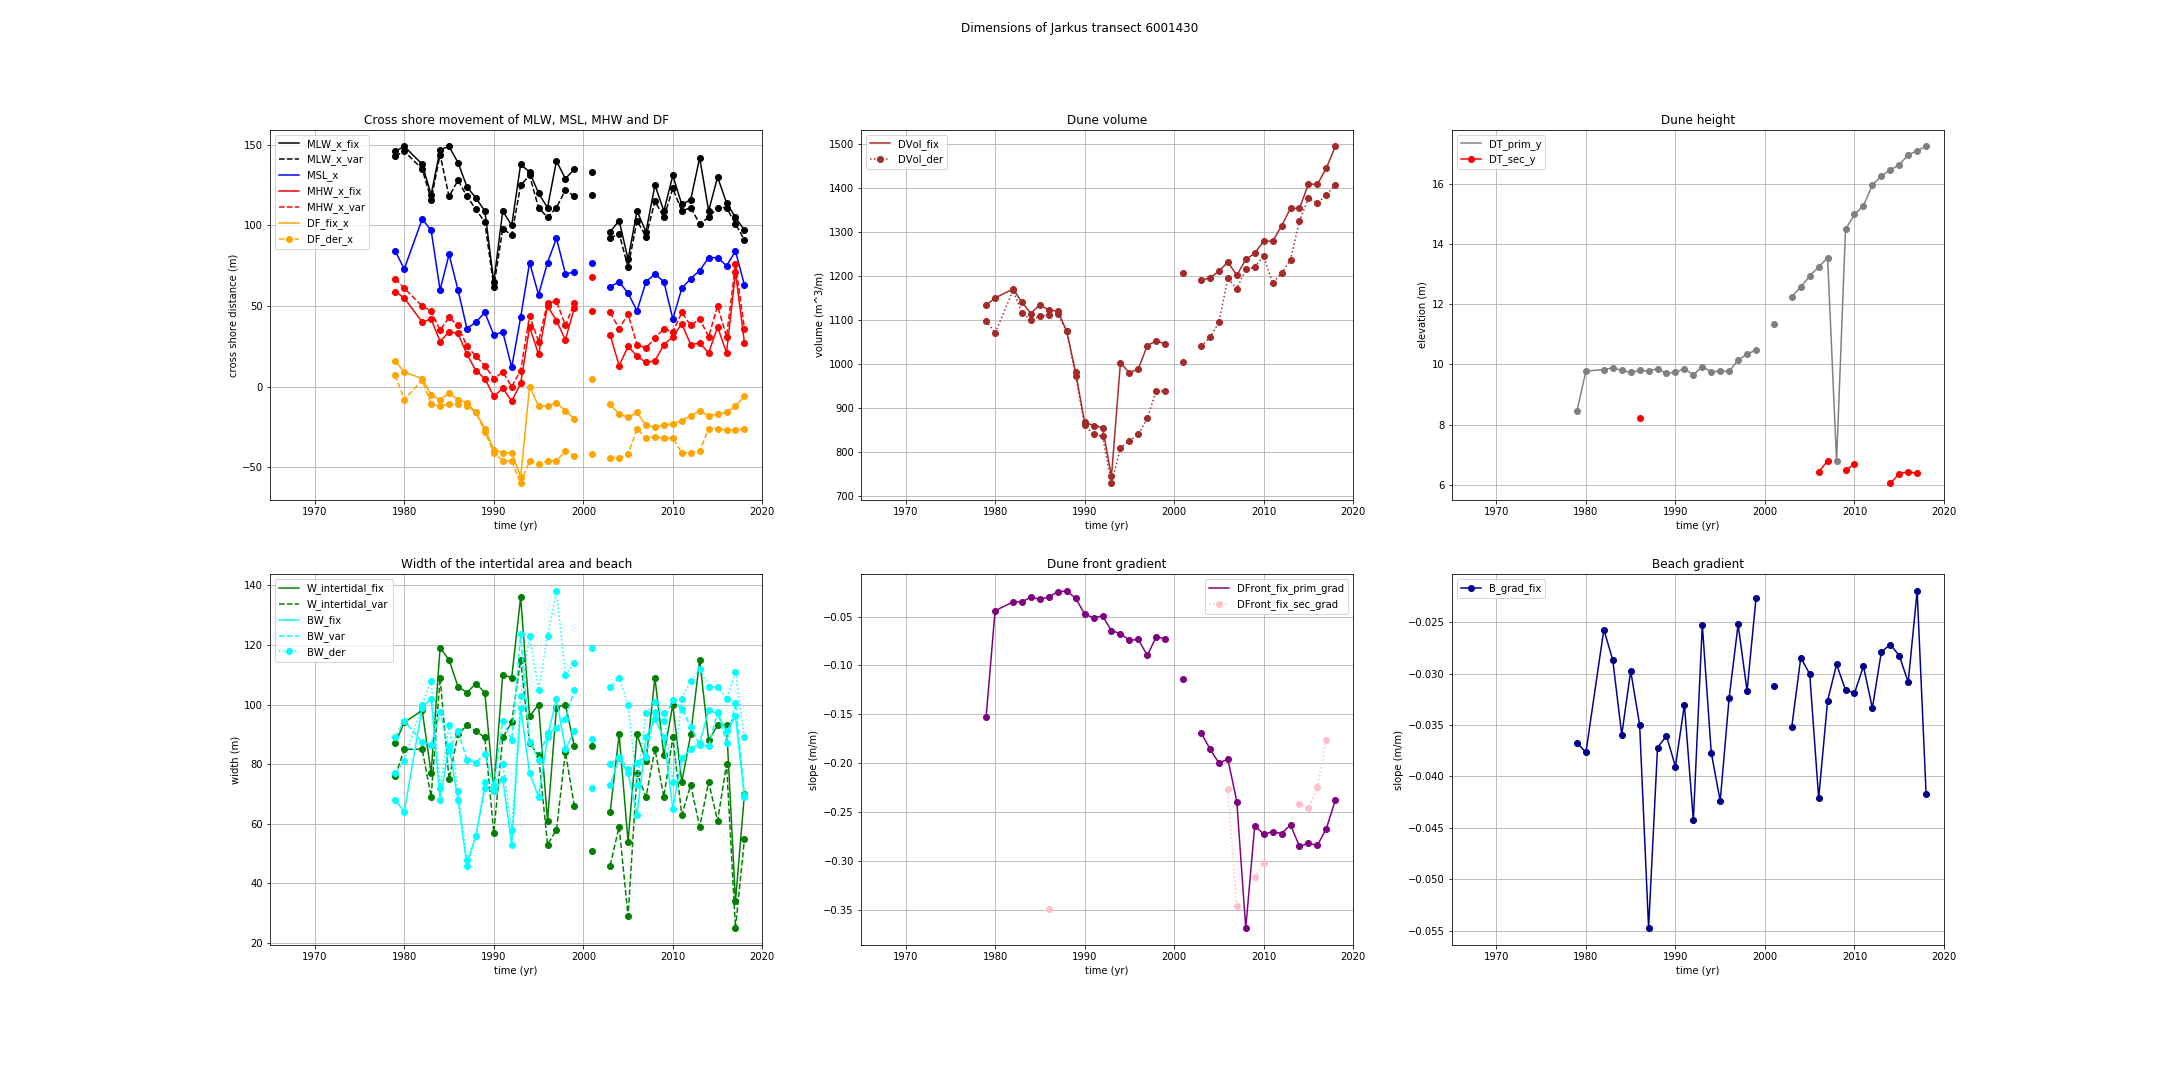 Dimensions of Jarkus transect 6001430
Cross shore movement of MLW, MSL, MHW and DF
MLW_x_fix
MLW_x_var
MSL_x
MHW_x_fix
MHW_x_var
DF_fix_x
DF_der_x
cross shore distance (m)
150
100
50
0
−50
1970
1980
1990
2000
2010
2020
time (yr)
Dune volume
DVol_fix
DVol_der
volume (m^3/m)
1500
1400
1300
1200
1100
1000
900
800
700
1970
1980
1990
2000
2010
2020
time (yr)
Dune height
DT_prim_y
DT_sec_y
elevation (m)
16
14
12
10
8
6
1970
1980
1990
2000
2010
2020
time (yr)
Width of the intertidal area and beach
W_intertidal_fix
W_intertidal_var
BW_fix
BW_var
BW_der
width (m)
140
120
100
80
60
40
20
1970
1980
1990
2000
2010
2020
time (yr)
Dune front gradient
DFront_fix_prim_grad
DFront_fix_sec_grad
slope (m/m)
−0.05
−0.10
−0.15
−0.20
−0.25
−0.30
−0.35
1970
1980
1990
2000
2010
2020
time (yr)
Beach gradient
B_grad_fix
slope (m/m)
−0.025
−0.030
−0.035
−0.040
−0.045
−0.050
−0.055
1970
1980
1990
2000
2010
2020
time (yr)